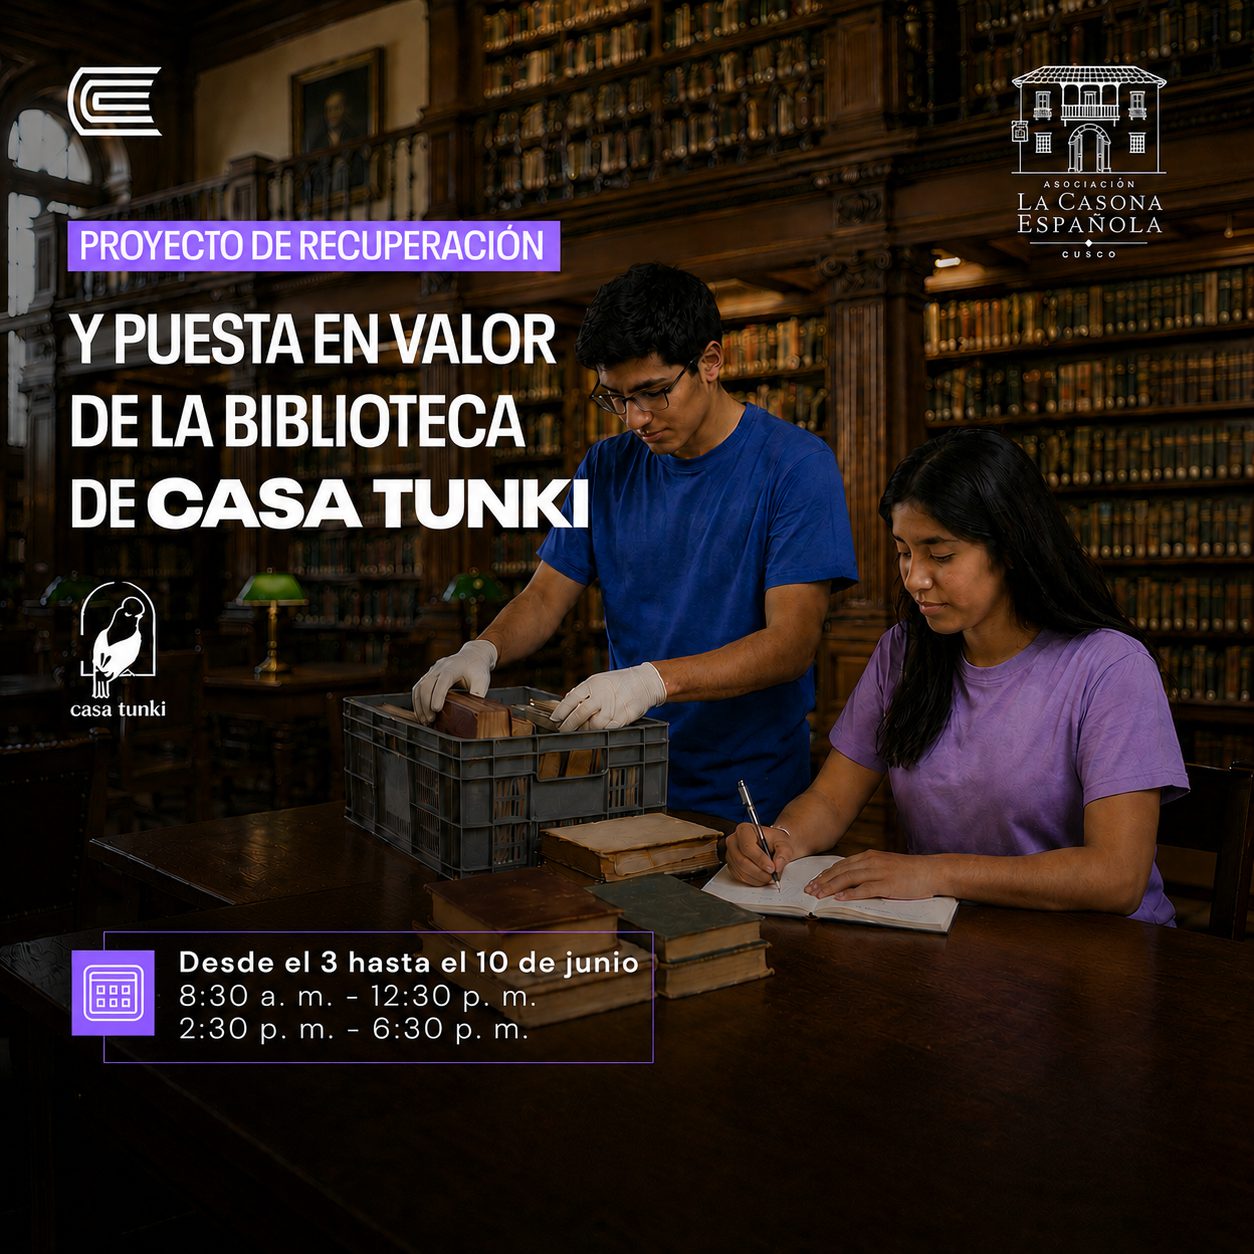 ASOCIACIÓN
LA CASONA
ESPAÑOLA
CUSCO
PROYECTO DE RECUPERACIÓN
Y PUESTA EN VALOR
DE LA BIBLIOTECA
DE CASA TUNKI
casa tunki
Desde el 3 hasta el 10 de junio
8:30 a. m. - 12:30 p. m.
2:30 p. m. - 6:30 p. m.